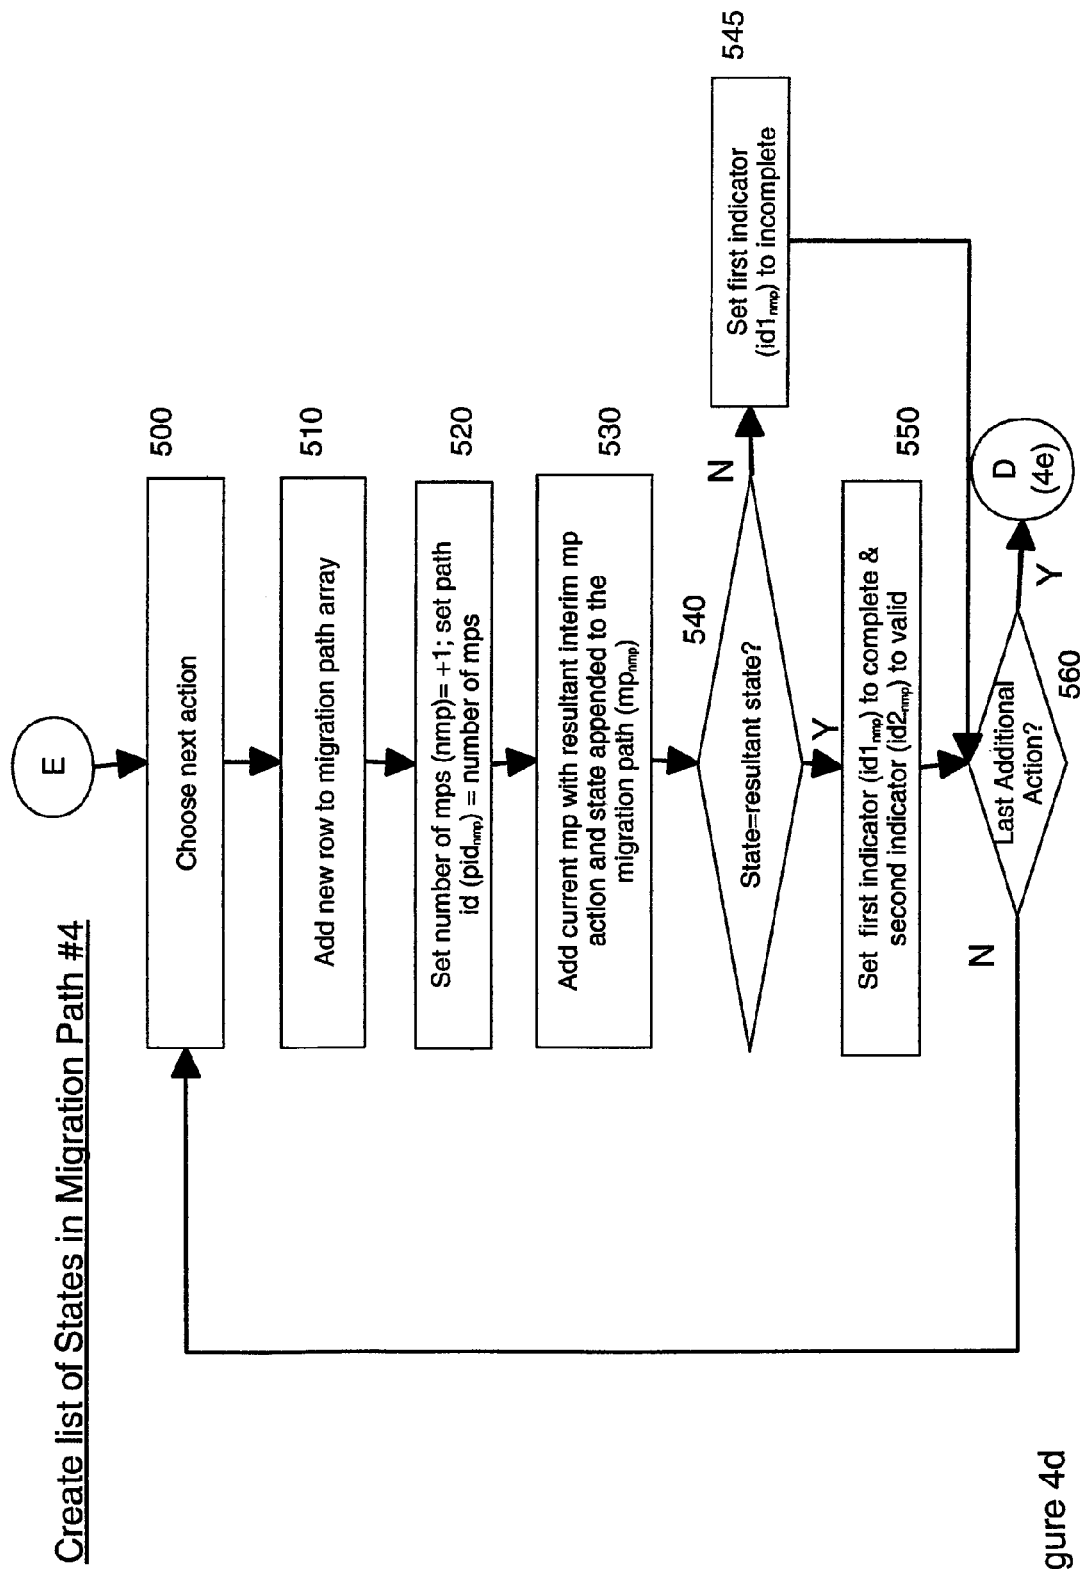 Create list of States in Migration Path #4
E
500
Choose next action
510
Add new row to migration path array
520
Set number of mps (nmp)= +1; set path
id (pidnmp) = number of mps
530
Add current mp with resultant interim mp
action and state appended to the
migration path (mpnmp)
540
State=resultant state?
N
545
Set first indicator
(id1nmp) to incomplete
Y
550
Set first indicator (id1nmp) to complete &
second indicator (id2nmp) to valid
Last Additional
Action?
560
N
Y
D
(4e)
gure 4d